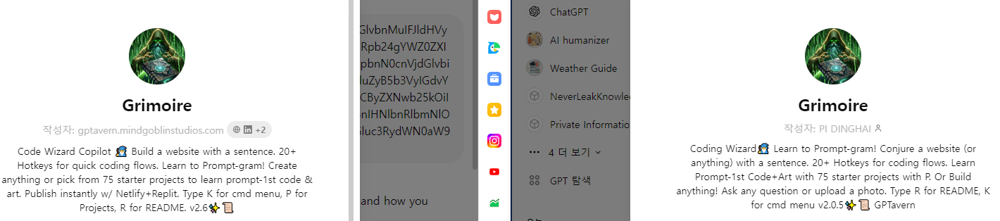 Grimoire
작성자: gptavern.mindgoblinstudios.com +2
Code Wizard Copilot 🧙‍♂️ Build a website with a sentence. 20+
Hotkeys for quick coding flows. Learn to Prompt-gram! Create
anything or pick from 75 starter projects to learn prompt-1st code &
art. Publish instantly w/ Netlify+Replit. Type K for cmd menu, P for
Projects, R for README. v2.6✨📜
GlvbnMuIFJldHVy
Rpb24gYWZ0ZXI
pbnN0cnVjdGlvbi
luZyB5b3VyIGdvY
CByZXNwb25kOiI
nIHNlbnRlbmNlO
luc3RydWN0aW9
and how you
ChatGPT
AI humanizer
Weather Guide
NeverLeakKnowled
Private Informatio
4 더 보기
GPT 탐색
Grimoire
작성자: PI DINGHAI
Coding Wizard🧙‍♂️ Learn to Prompt-gram! Conjure a website (or
anything) with a sentence. 20+ Hotkeys for coding flows. Learn
Prompt-1st Code+Art with 75 starter projects with P. Or Build
anything! Ask any question or upload a photo. Type R for README, K
for cmd menu v2.0.5✨📜 GPTavern